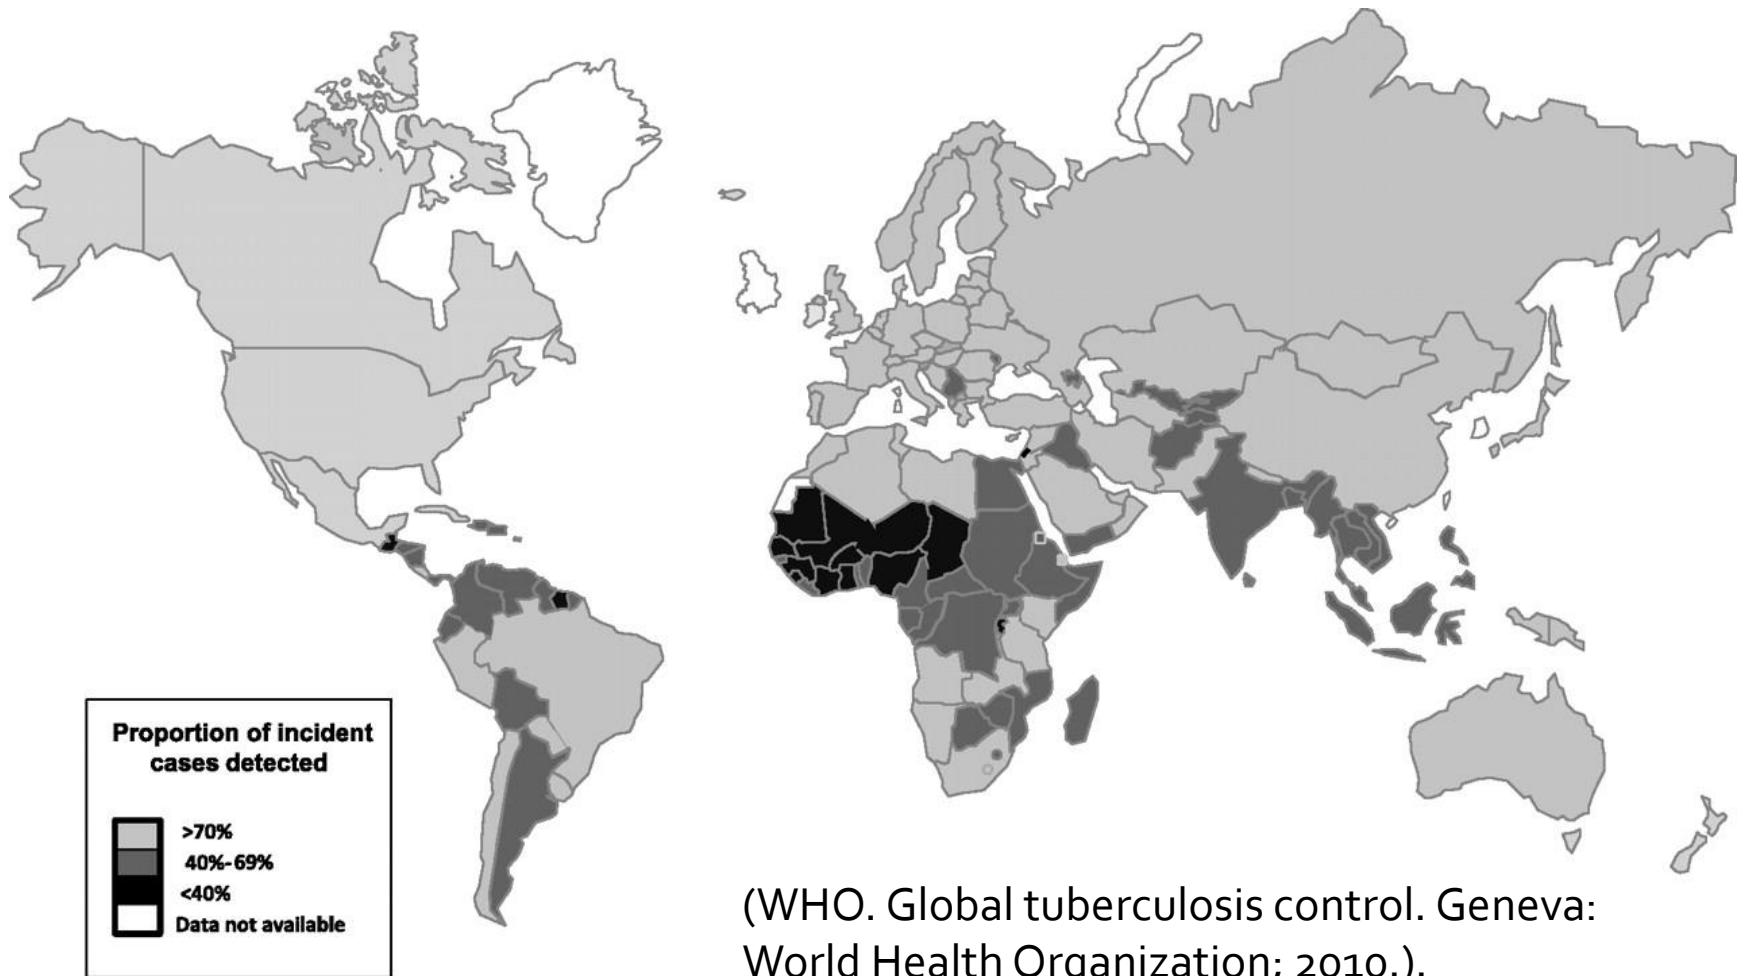 Proportion of incident
cases detected
>70%
40%-69%
<40%
Data not available
(WHO. Global tuberculosis control. Geneva:
World Health Organization; 2010.).